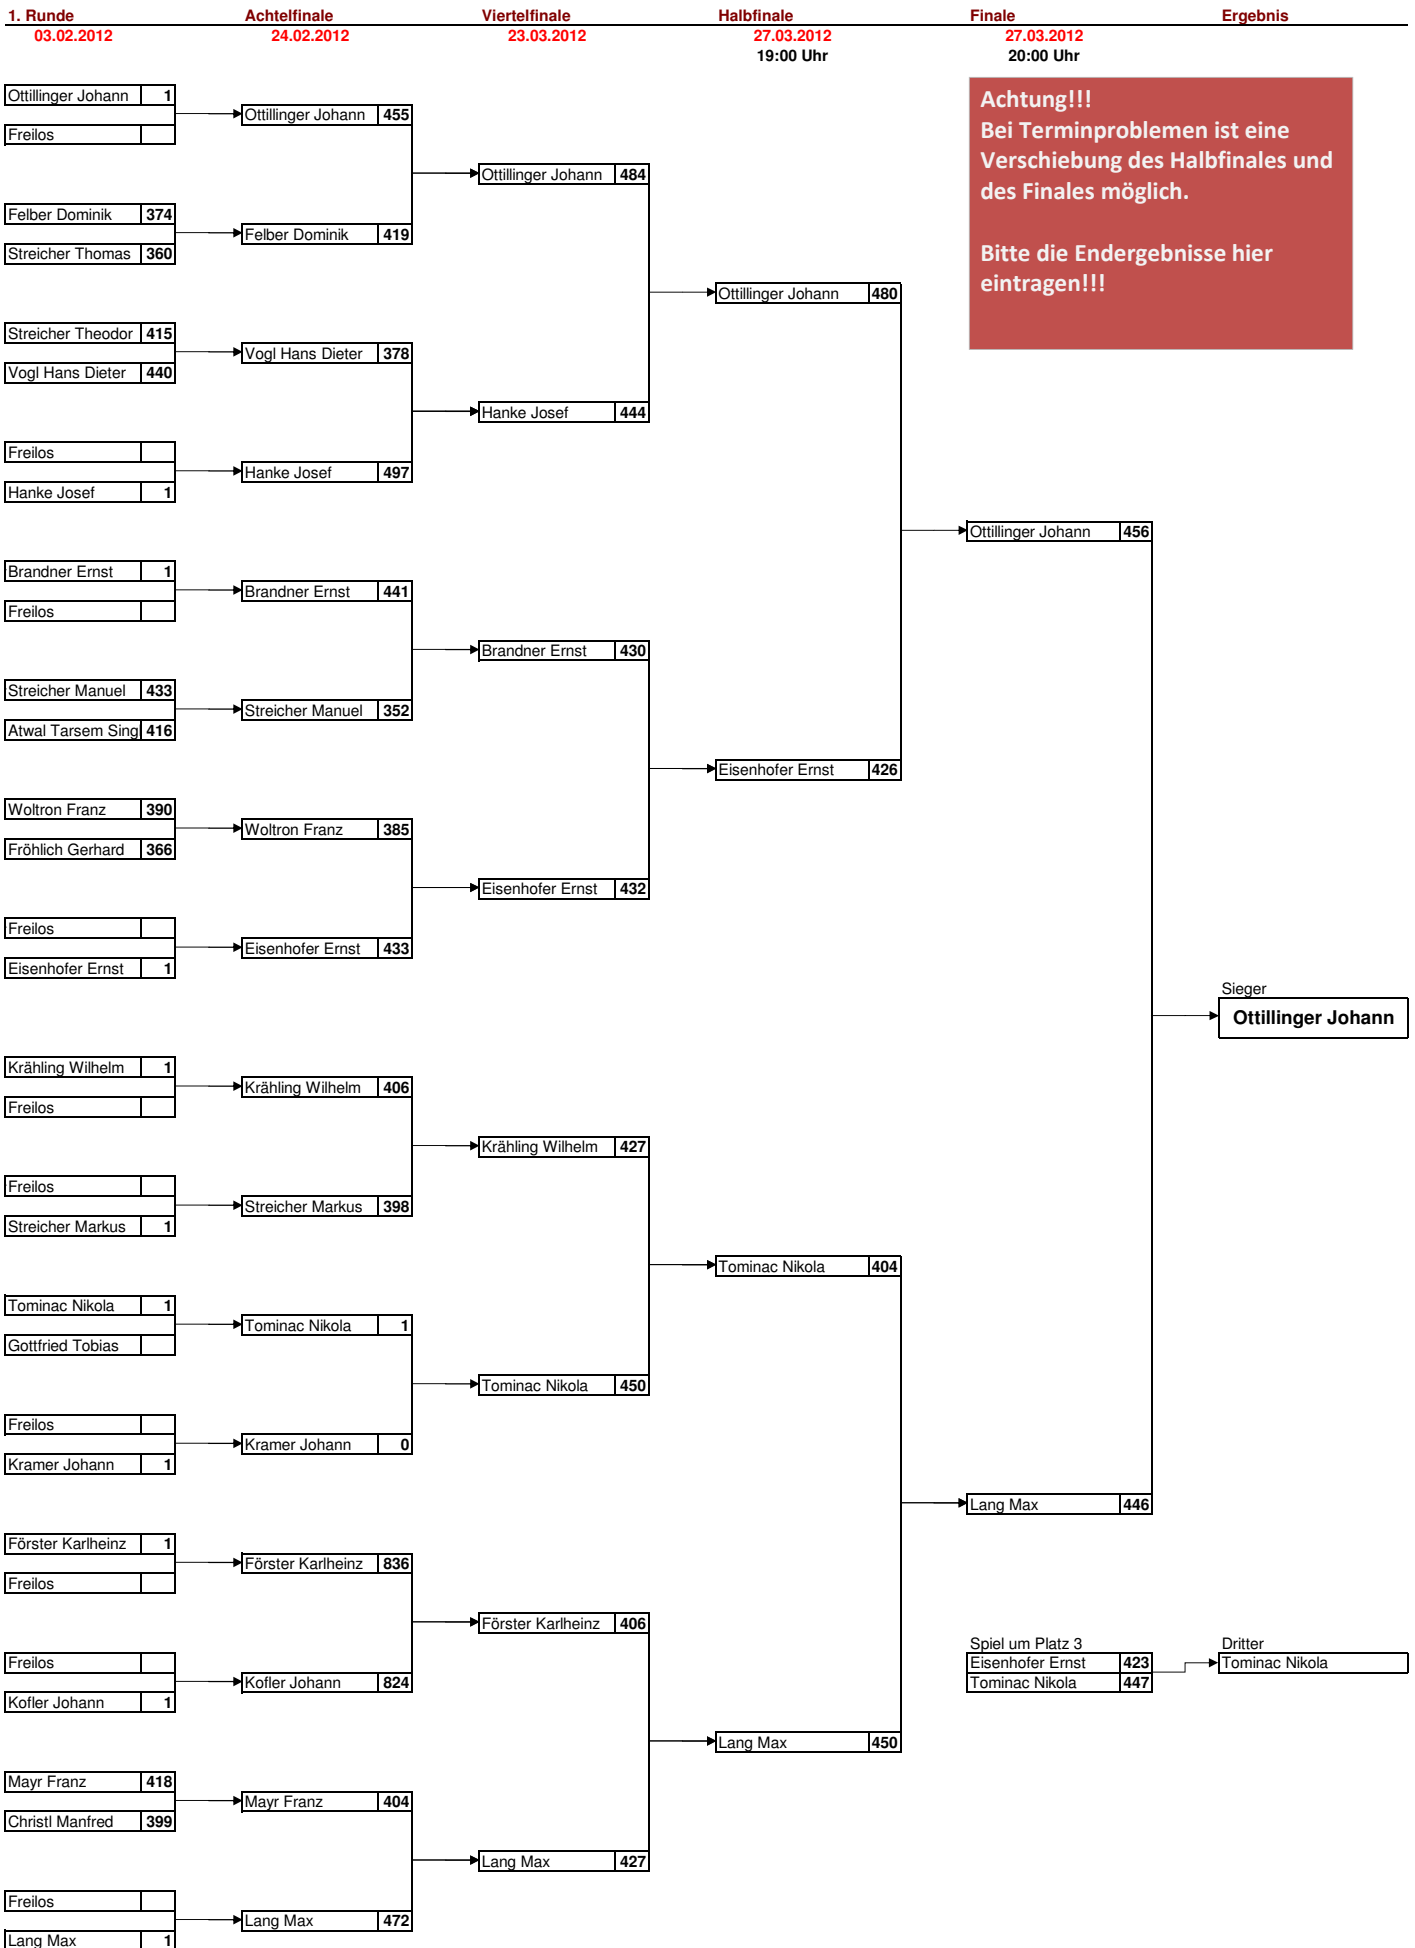 1. Runde Achtelfinale Viertelfinale Halbfinale Finale Ergebnis
03.02.2012 24.02.2012 23.03.2012 27.03.2012 27.03.2012
19:00 Uhr 20:00 Uhr
Achtung!!!
Bei Terminproblemen ist eine
Verschiebung des Halbfinales und
des Finales möglich.
Bitte die Endergebnisse hier
eintragen!!!
Ottillinger Johann 1
Freilos
Felber Dominik 374
Streicher Thomas 360
Streicher Theodor 415
Vogl Hans Dieter 440
Freilos
Hanke Josef 1
Brandner Ernst 1
Freilos
Streicher Manuel 433
Atwal Tarsem Sing 416
Woltron Franz 390
Fröhlich Gerhard 366
Freilos
Eisenhofer Ernst 1
Krähling Wilhelm 1
Freilos
Freilos
Streicher Markus 1
Tominac Nikola 1
Gottfried Tobias
Freilos
Kramer Johann 1
Förster Karlheinz 1
Freilos
Freilos
Kofler Johann 1
Mayr Franz 418
Christl Manfred 399
Freilos
Lang Max 1
Ottillinger Johann 455
Felber Dominik 419
Vogl Hans Dieter 378
Hanke Josef 497
Brandner Ernst 441
Streicher Manuel 352
Woltron Franz 385
Eisenhofer Ernst 433
Krähling Wilhelm 406
Streicher Markus 398
Tominac Nikola 1
Kramer Johann 0
Förster Karlheinz 836
Kofler Johann 824
Mayr Franz 404
Lang Max 472
Ottillinger Johann 484
Hanke Josef 444
Brandner Ernst 430
Eisenhofer Ernst 432
Krähling Wilhelm 427
Tominac Nikola 450
Förster Karlheinz 406
Lang Max 427
Ottillinger Johann 480
Eisenhofer Ernst 426
Tominac Nikola 404
Lang Max 450
Ottillinger Johann 456
Lang Max 446
Sieger
Ottillinger Johann
Spiel um Platz 3
Eisenhofer Ernst 423
Tominac Nikola 447
Dritter
Tominac Nikola